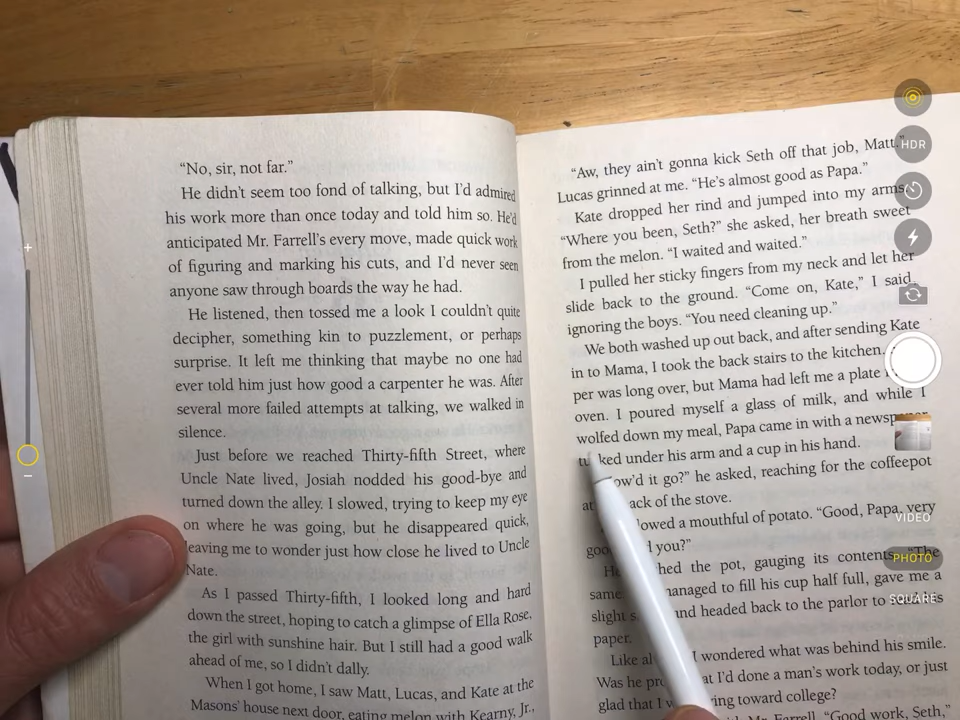 “No, sir, not far.”
He didn’t seem too fond of talking, but I’d admired
his work more than once today and told him so. He’d
anticipated Mr. Farrell’s every move, made quick work
of figuring and marking his cuts, and I’d never seen
anyone saw through boards the way he had.
He listened, then tossed me a look I couldn’t quite
decipher, something kin to puzzlement, or perhaps
surprise. It left me thinking that maybe no one had
ever told him just how good a carpenter he was. After
several more failed attempts at talking, we walked in
silence.
Just before we reached Thirty-fifth Street, where
Uncle Nate lived, Josiah nodded his good-bye and
turned down the alley. I slowed, trying to keep my eye
on where he was going, but he disappeared quick,
leaving me to wonder just how close he lived to Uncle
Nate.
As I passed Thirty-fifth, I looked long and hard
down the street, hoping to catch a glimpse of Ella Rose,
the girl with sunshine hair. But I still had a good walk
ahead of me, so I didn’t dally.
When I got home, I saw Matt, Lucas, and Kate at the
Masons’ house next door, eating melon with Kearny, Jr.,
“Aw, they ain’t gonna kick Seth off that job, Matt.”
Lucas grinned at me. “He’s almost good as Papa.”
Kate dropped her rind and jumped into my arms.
“Where you been, Seth?” she asked, her breath sweet
from the melon. “I waited and waited.”
I pulled her sticky fingers from my neck and let her
slide back to the ground. “Come on, Kate,” I said,
ignoring the boys. “You need cleaning up.”
We both washed up out back, and after sending Kate
in to Mama, I took the back stairs to the kitchen.
per was long over, but Mama had left me a plate
oven. I poured myself a glass of milk, and while I
wolfed down my meal, Papa came in with a newspaper
under his arm and a cup in his hand.
he asked, reaching for the coffeepot
of the stove.
a mouthful of potato. “Good, Papa, very
you?”
the pot, gauging its contents. “The
same. managed to fill his cup half full, gave me a
slight and headed back to the parlor to
paper.
Like I wondered what was behind his smile.
Was he I’d done a man’s work today, or just
glad that I toward college?
Mr. Farrell. “Good work, Seth,”
HDR
VIDEO
PHOTO
SQUARE